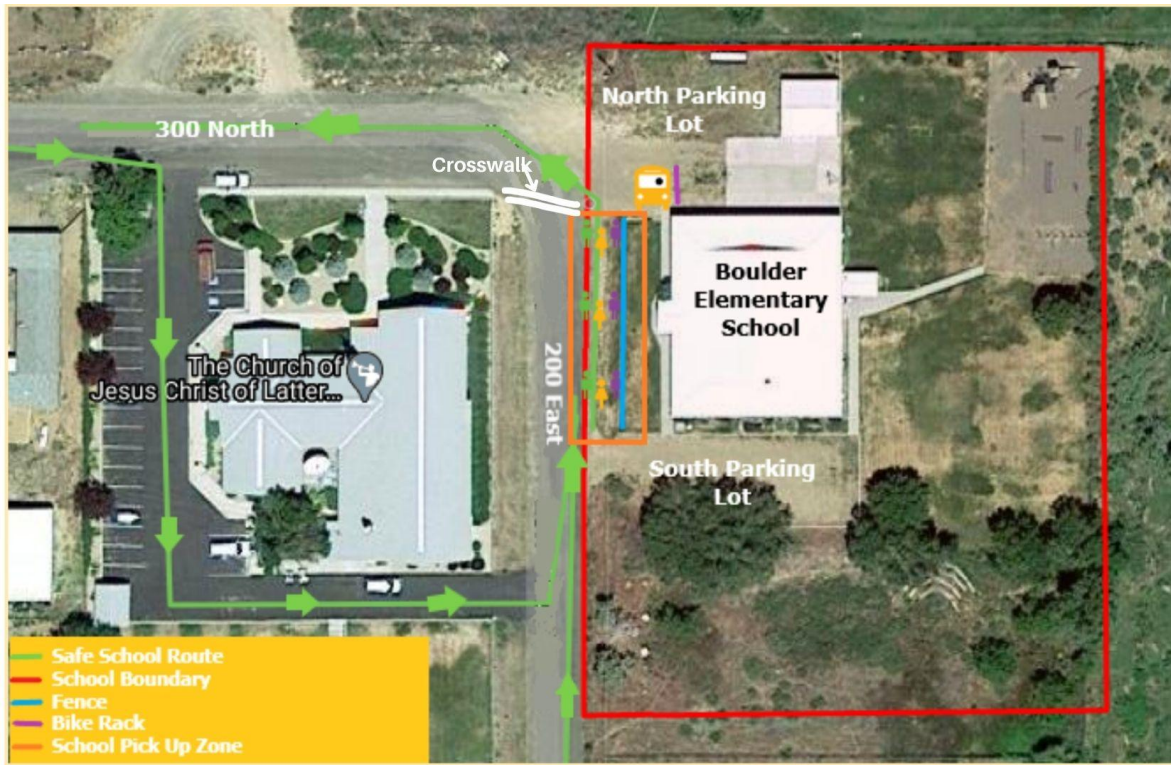 North Parking
Lot
300 North
Crosswalk
Boulder
Elementary
School
The Church of
Jesus Christ of Latter...
200 East
South Parking
Lot
Safe School Route
School Boundary
Fence
Bike Rack
School Pick Up Zone